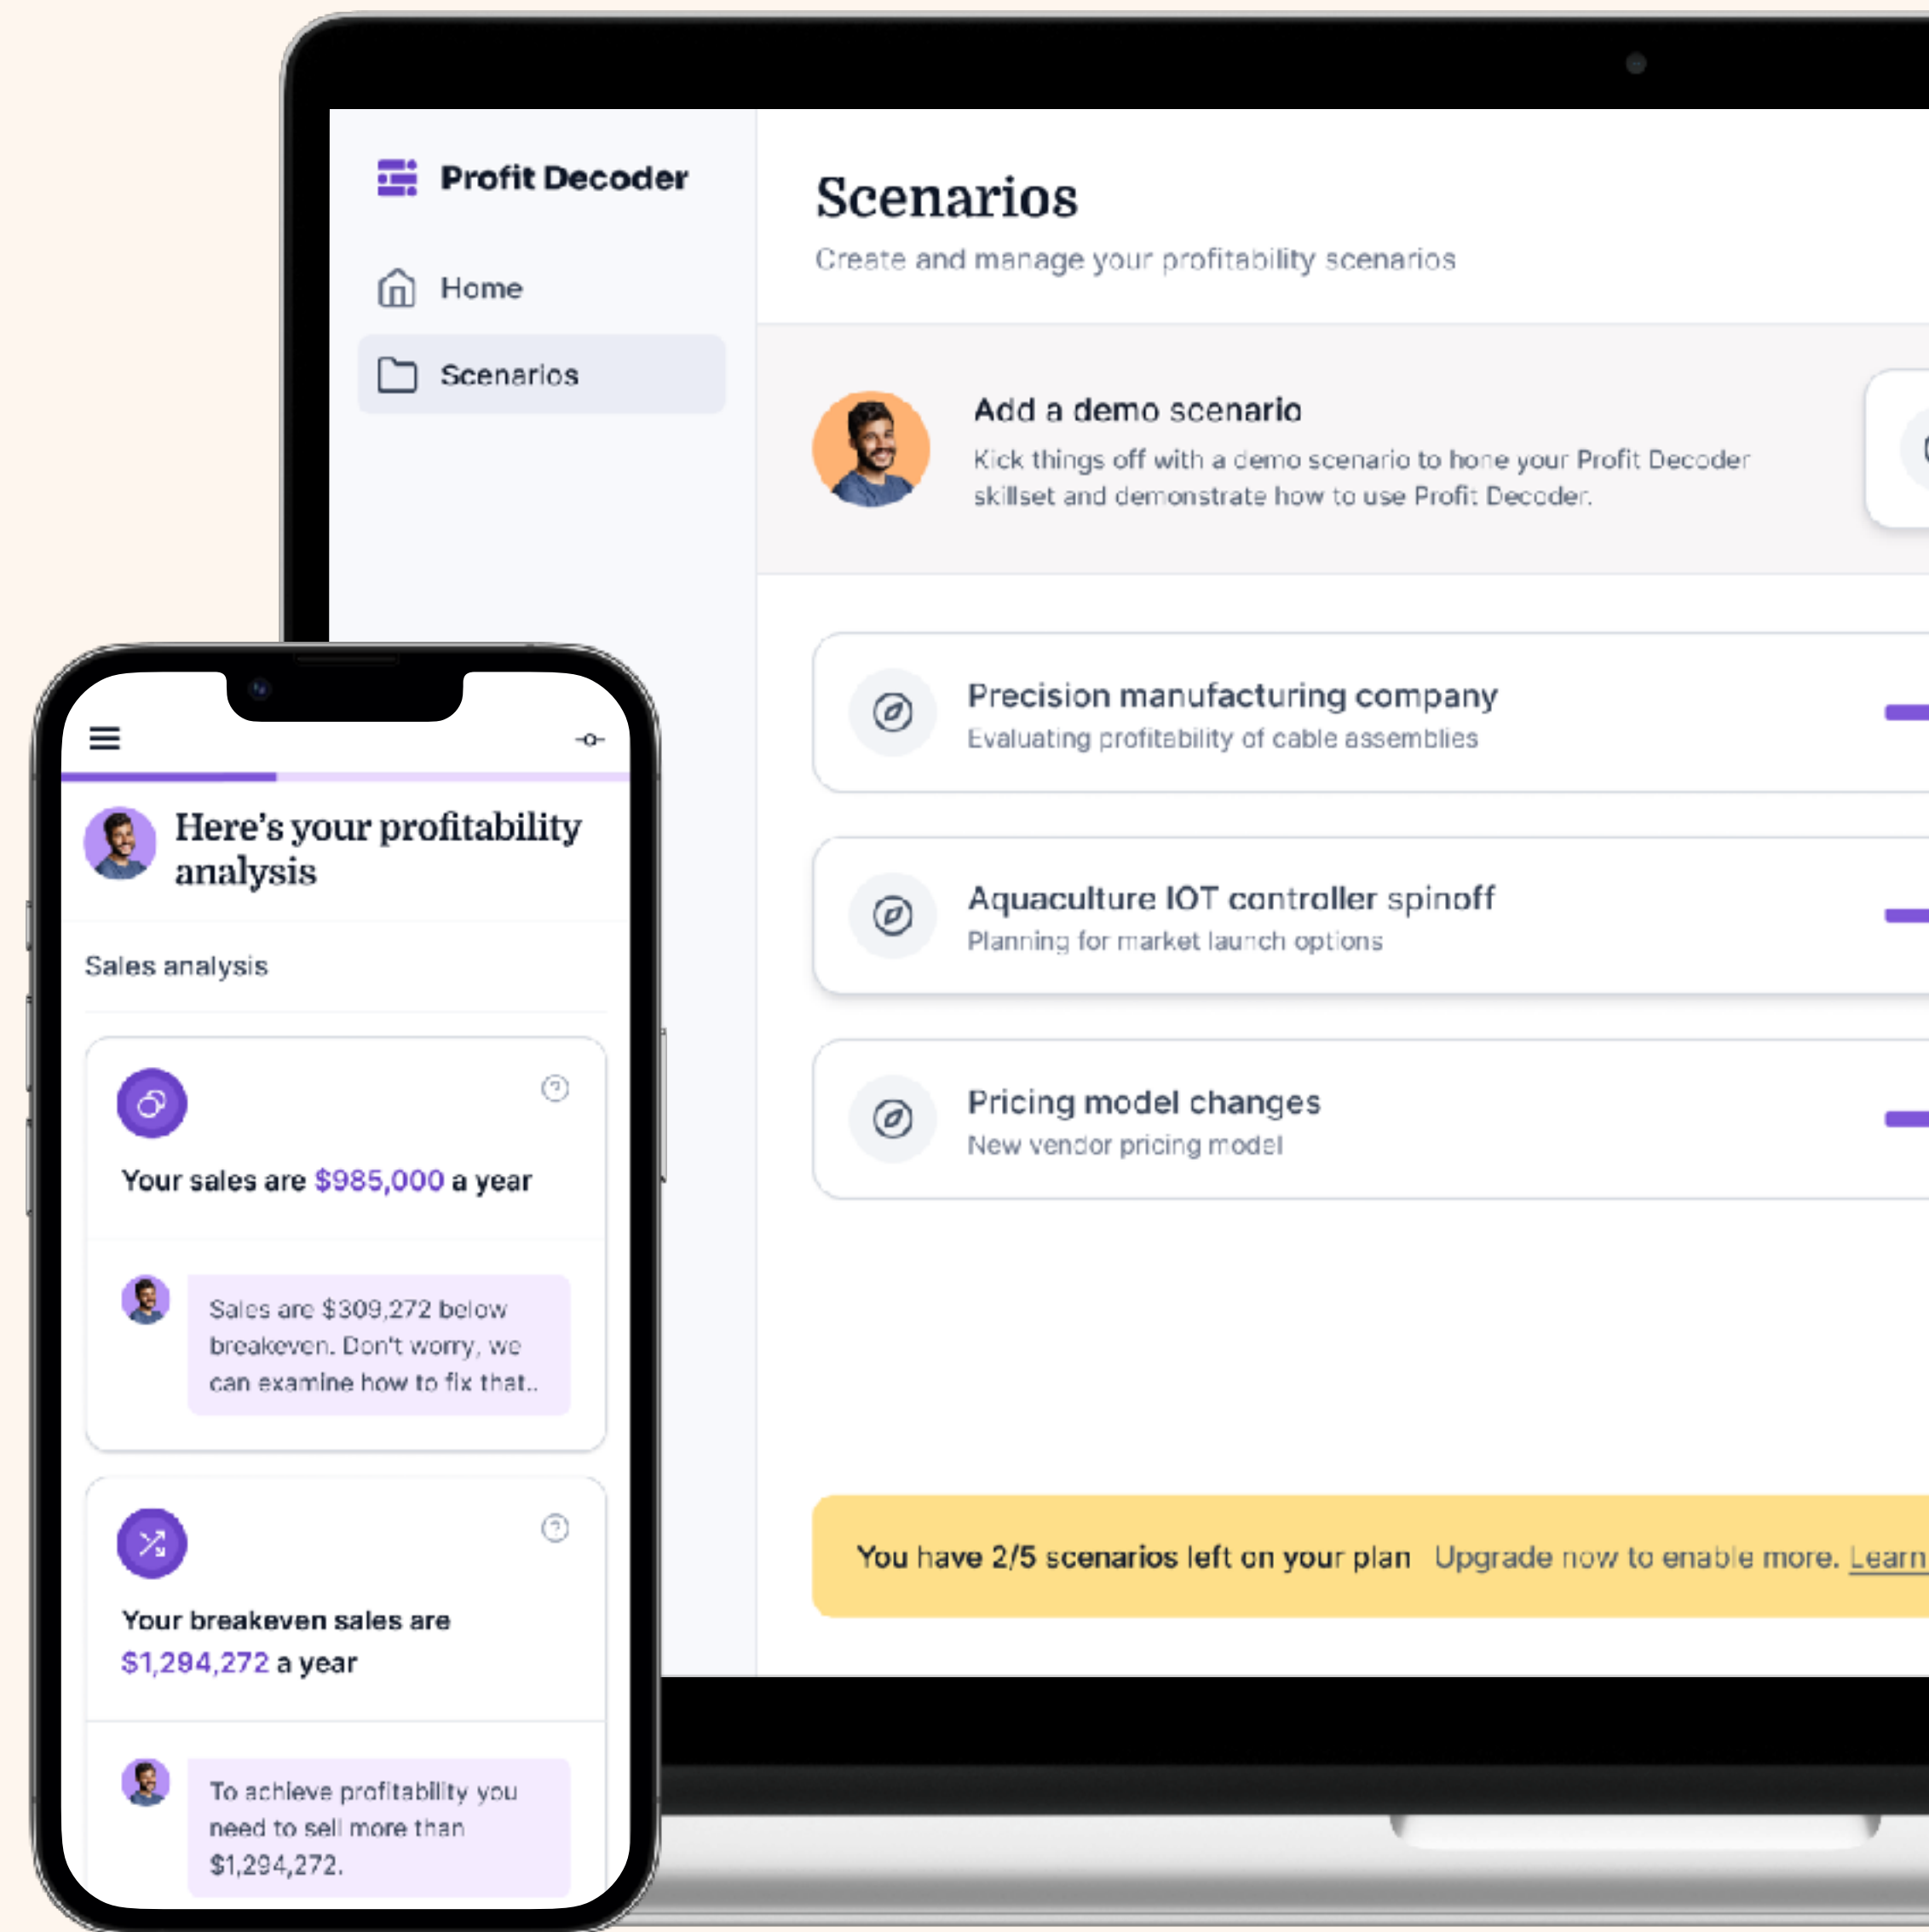 Profit Decoder
Home
Scenarios
Scenarios
Create and manage your profitability scenarios
Add a demo scenario
Kick things off with a demo scenario to hone your Profit Decoder
skillset and demonstrate how to use Profit Decoder.
Precision manufacturing company
Evaluating profitability of cable assemblies
Aquaculture IOT controller spinoff
Planning for market launch options
Pricing model changes
New vendor pricing model
You have 2/5 scenarios left on your plan Upgrade now to enable more. Learn
Here's your profitability
analysis
Sales analysis
Your sales are $985,000 a year
Sales are $309,272 below
breakeven. Don't worry, we
can examine how to fix that..
Your breakeven sales are
$1,294,272 a year
To achieve profitability you
need to sell more than
$1,294,272.